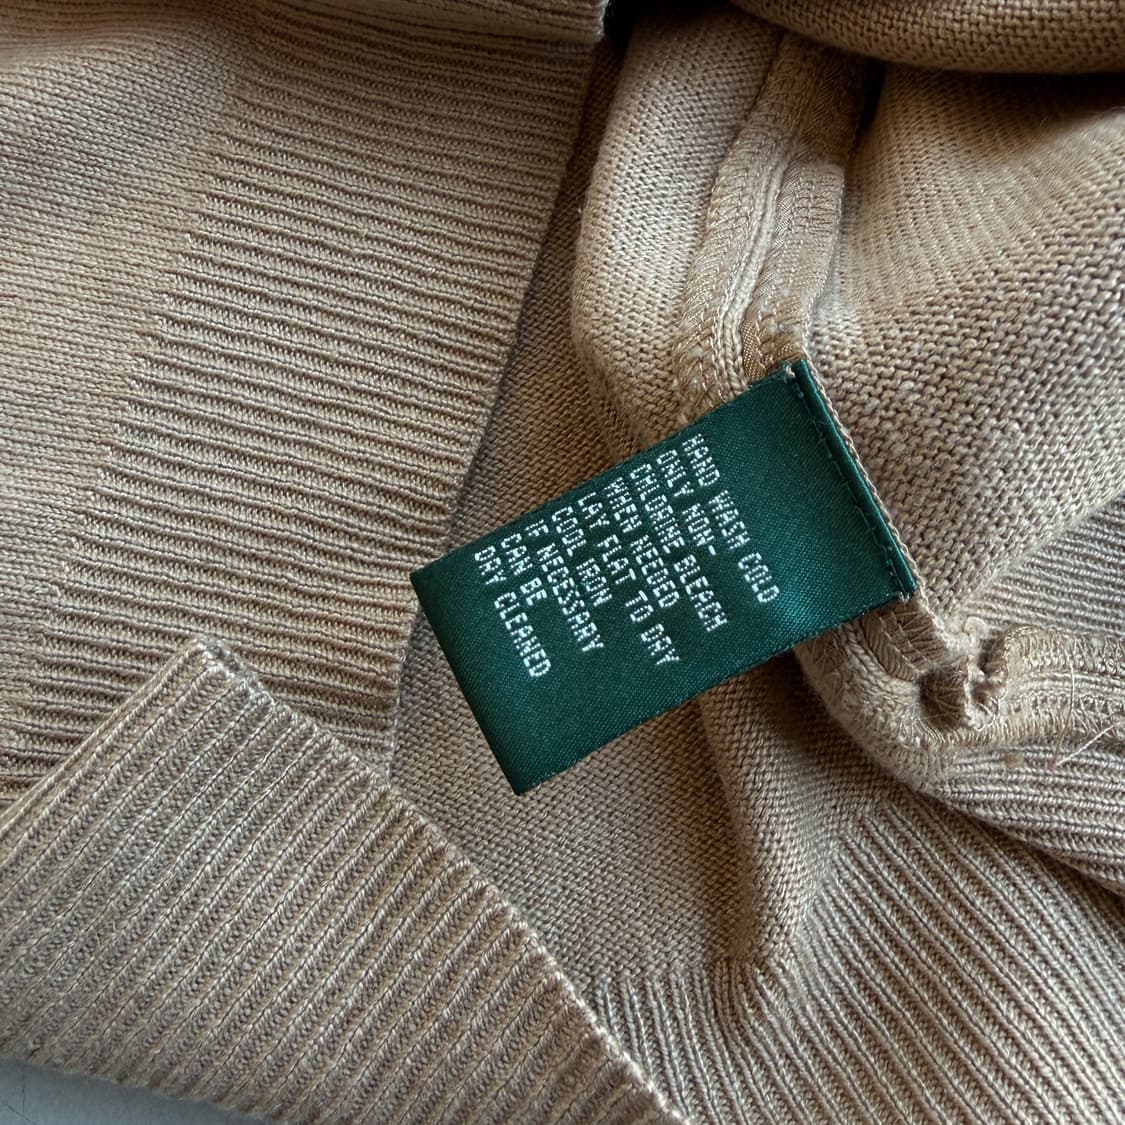 HAND WASH COLD
ONLY NON-
CHLORINE BLEACH
WHEN NEEDED
LAY FLAT TO DRY
COOL IRON
IF NECESSARY
CAN BE
DRY CLEANED